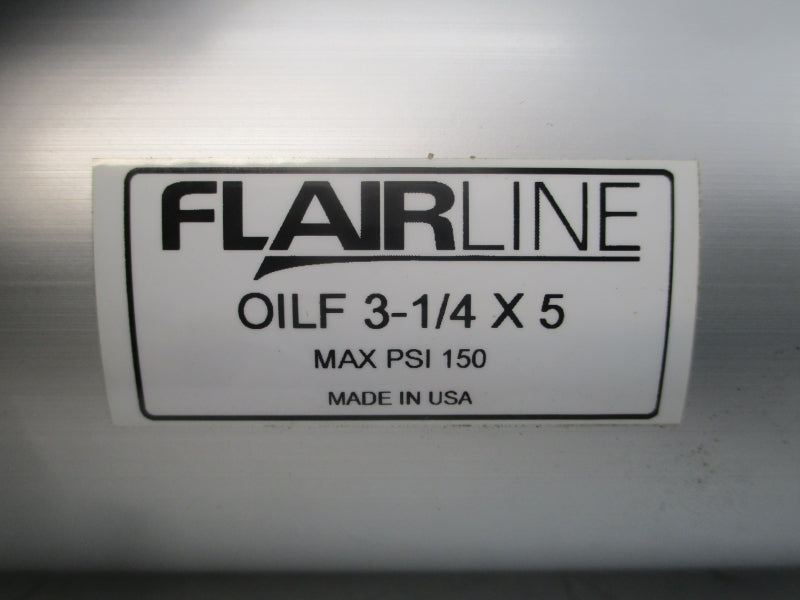 FLAIRLINE
OILF 3-1/4 X 5
MAX PSI 150
MADE IN USA